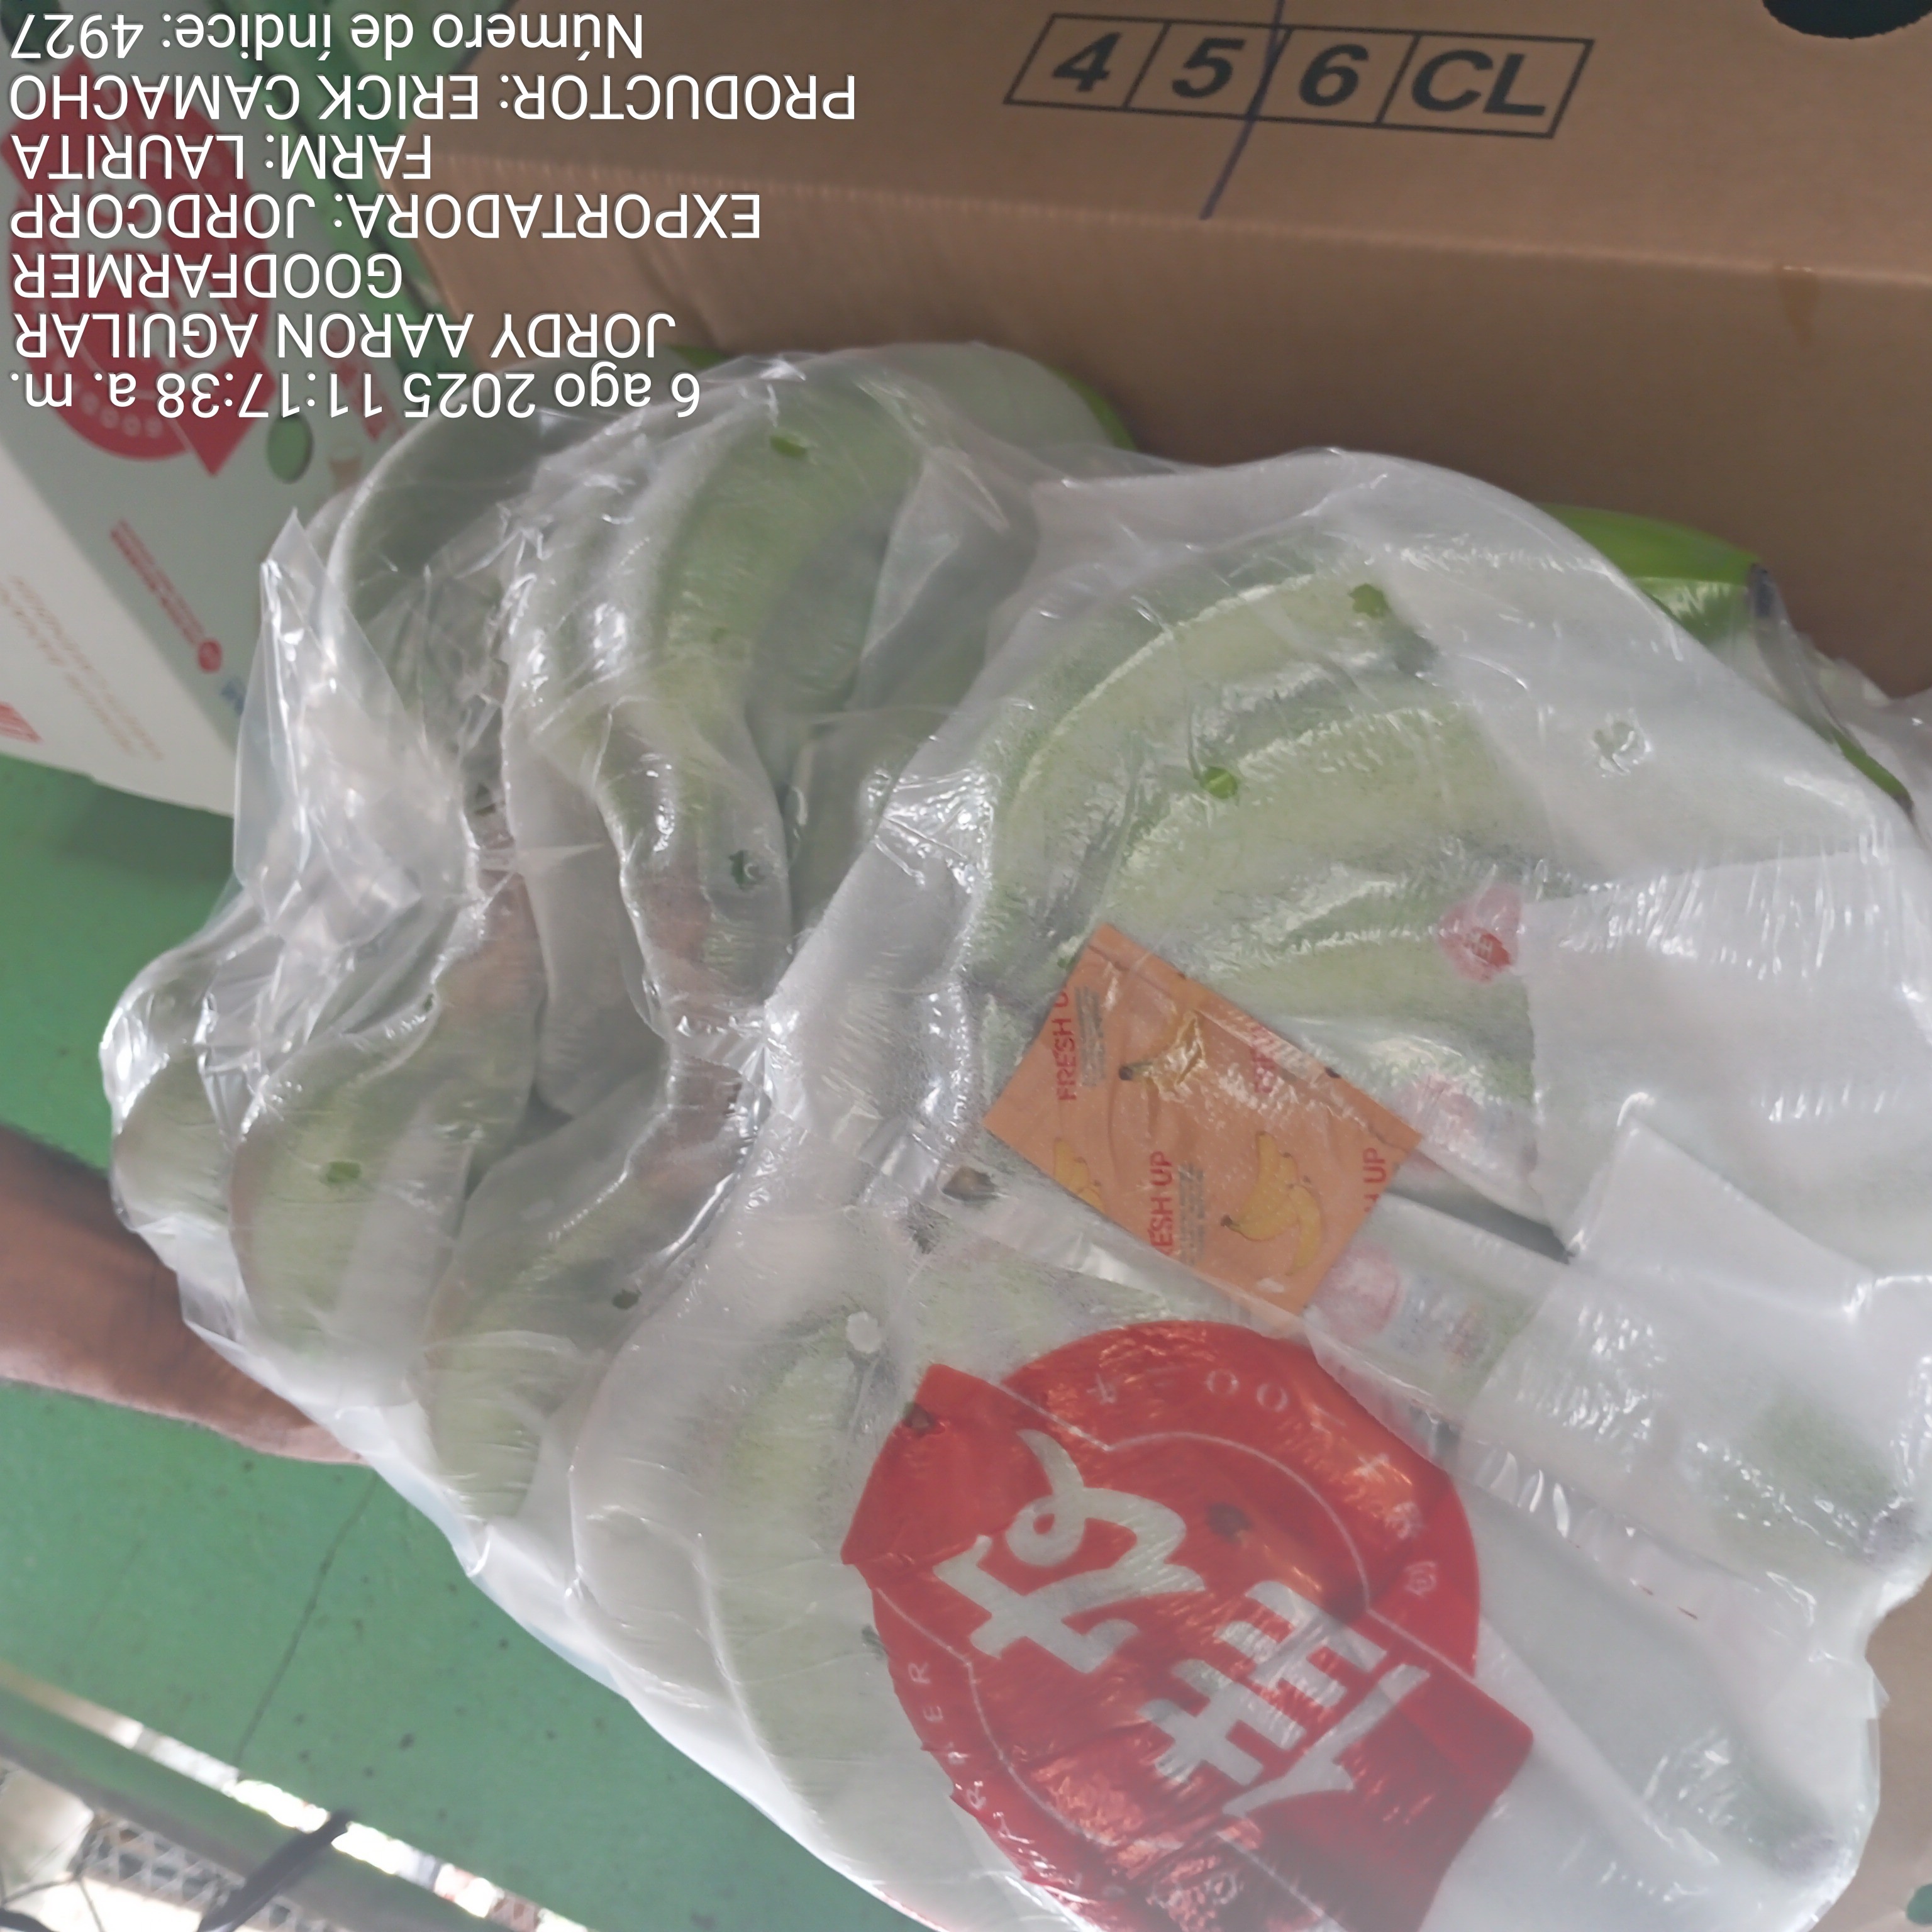 佳农
FRESH UP
FRESH
4 5 6 CL
6 ago 2025 11:17:38 a. m.
JORDY AARON AGUILAR
GOODFARMER
EXPORTADORA: JORDCORP
FARM: LAURITA
PRODUCTOR: ERICK CAMACHO
Número de índice: 4927